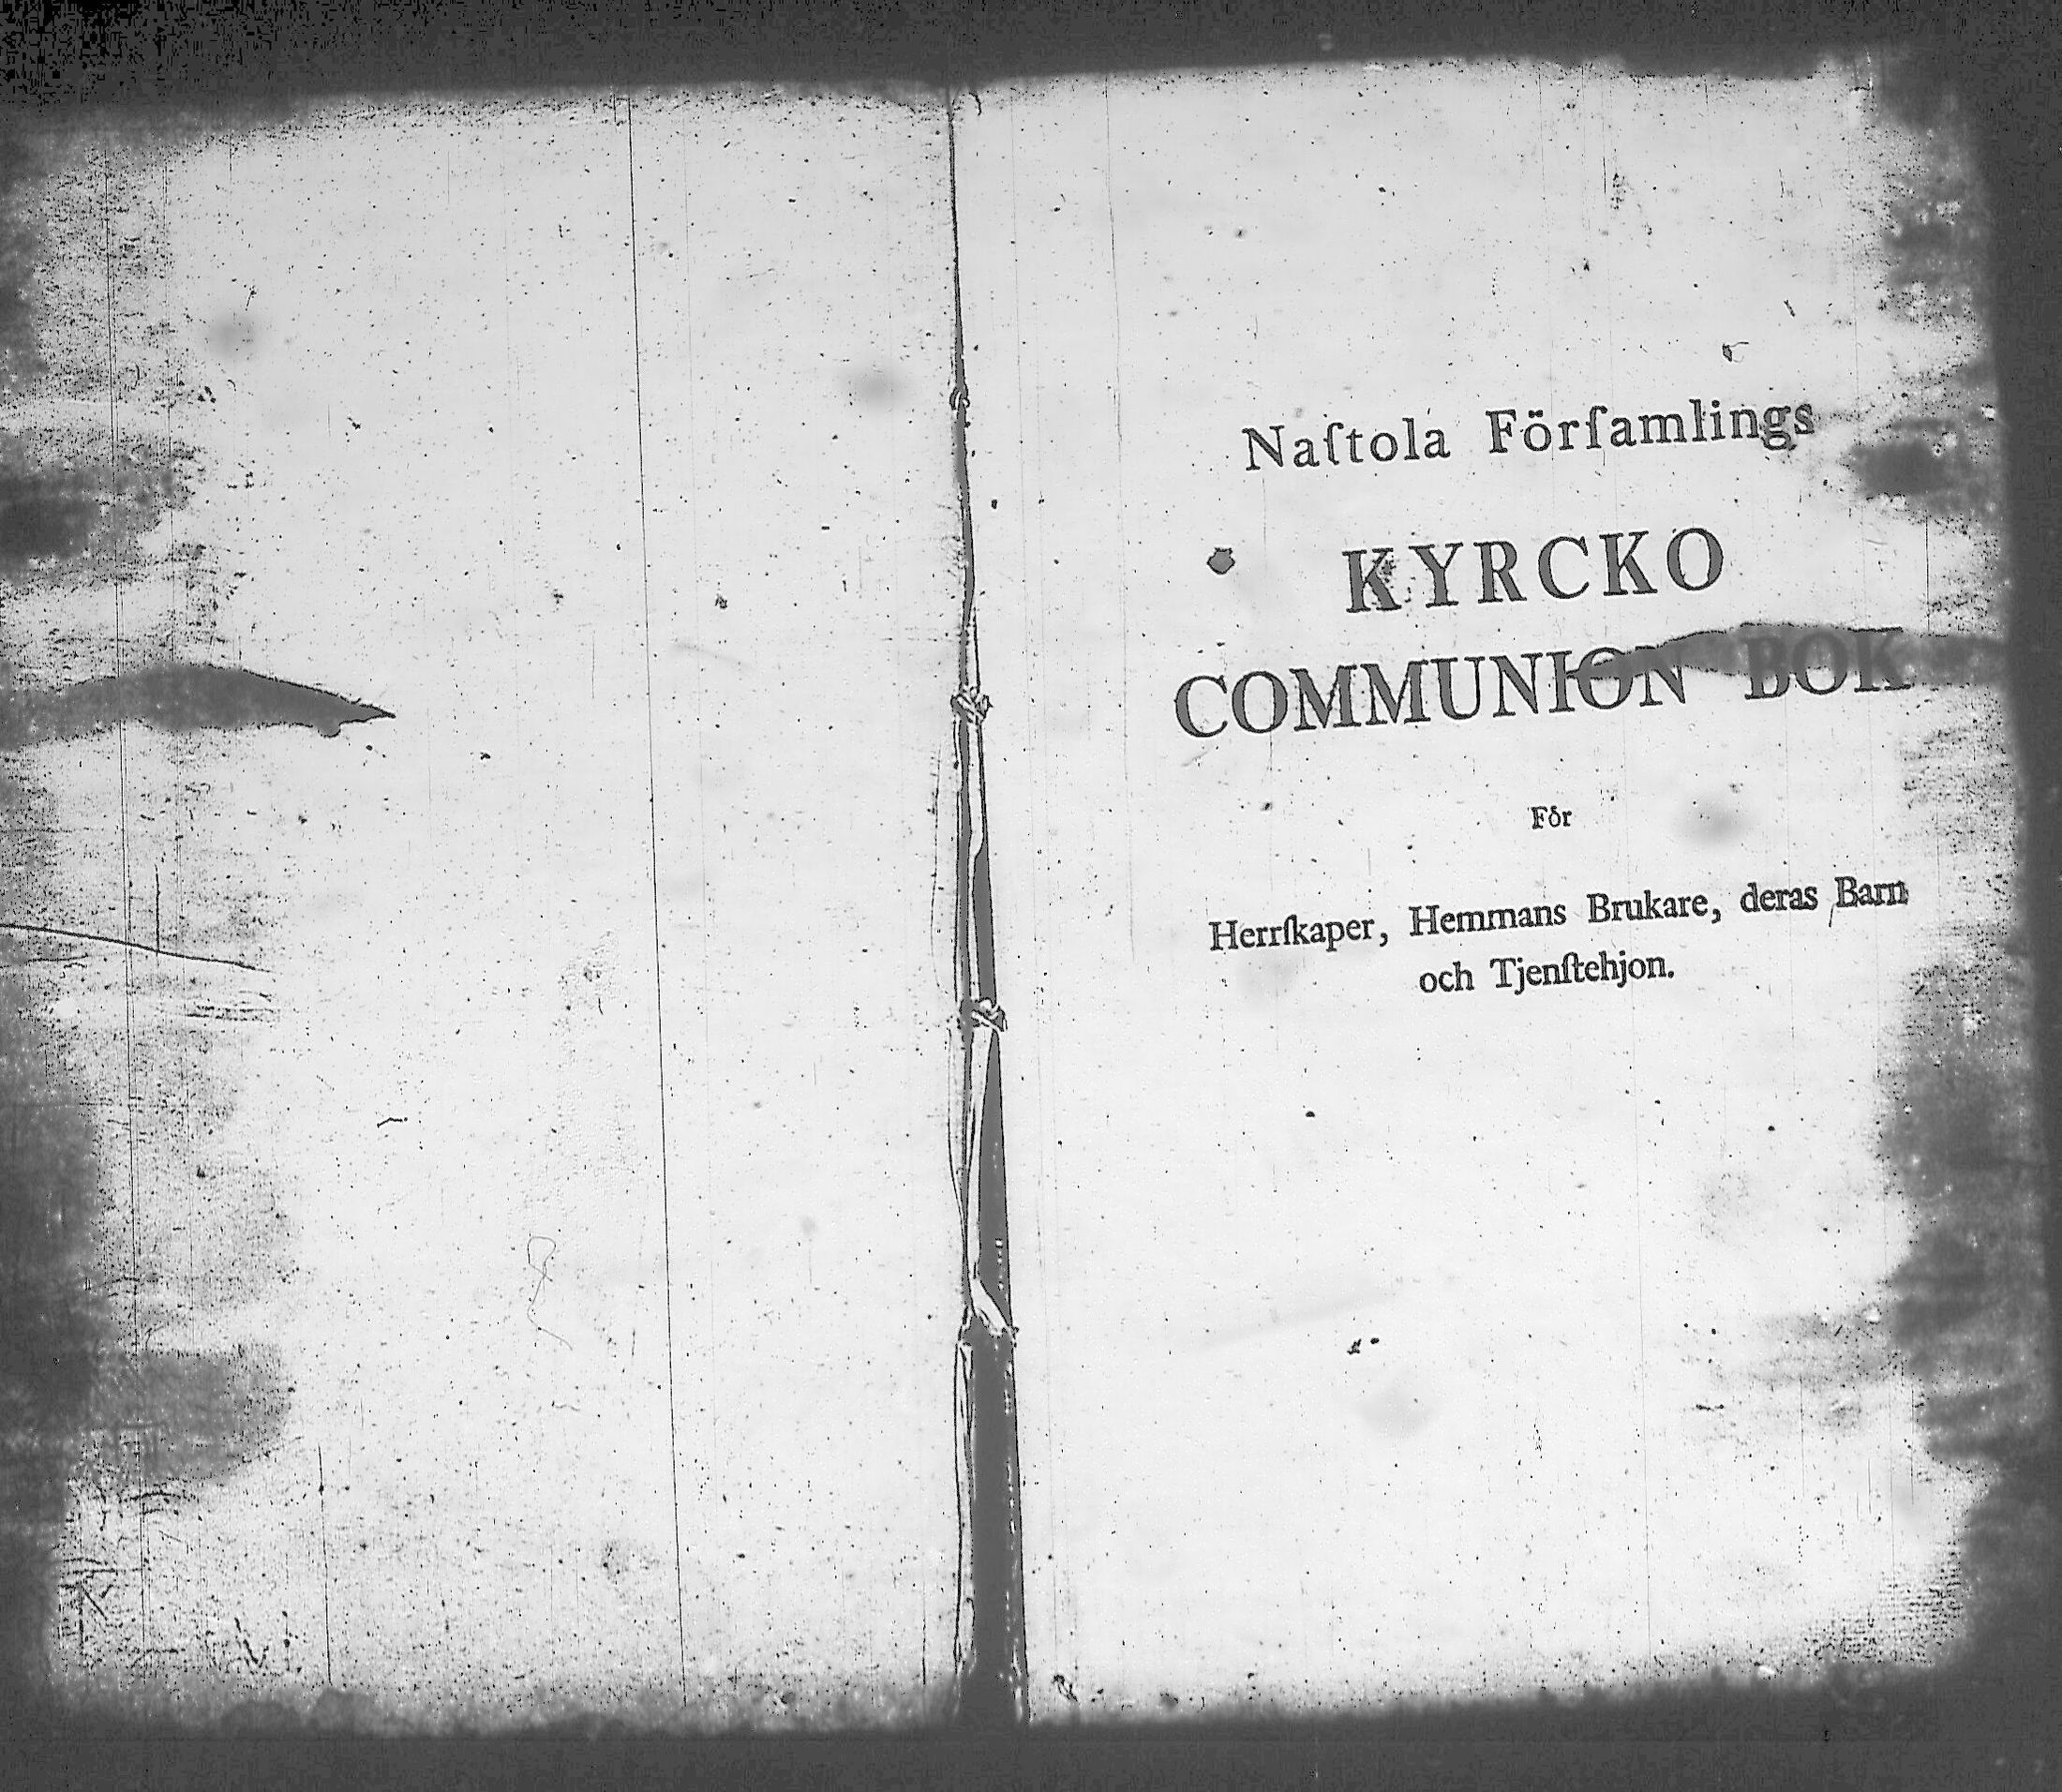 Naſtola Förſamlings
KYRCKO
COMMUNION BOK
För
Herrſkaper, Hemmans Brukare, deras Barn
och Tjenſtehjon.